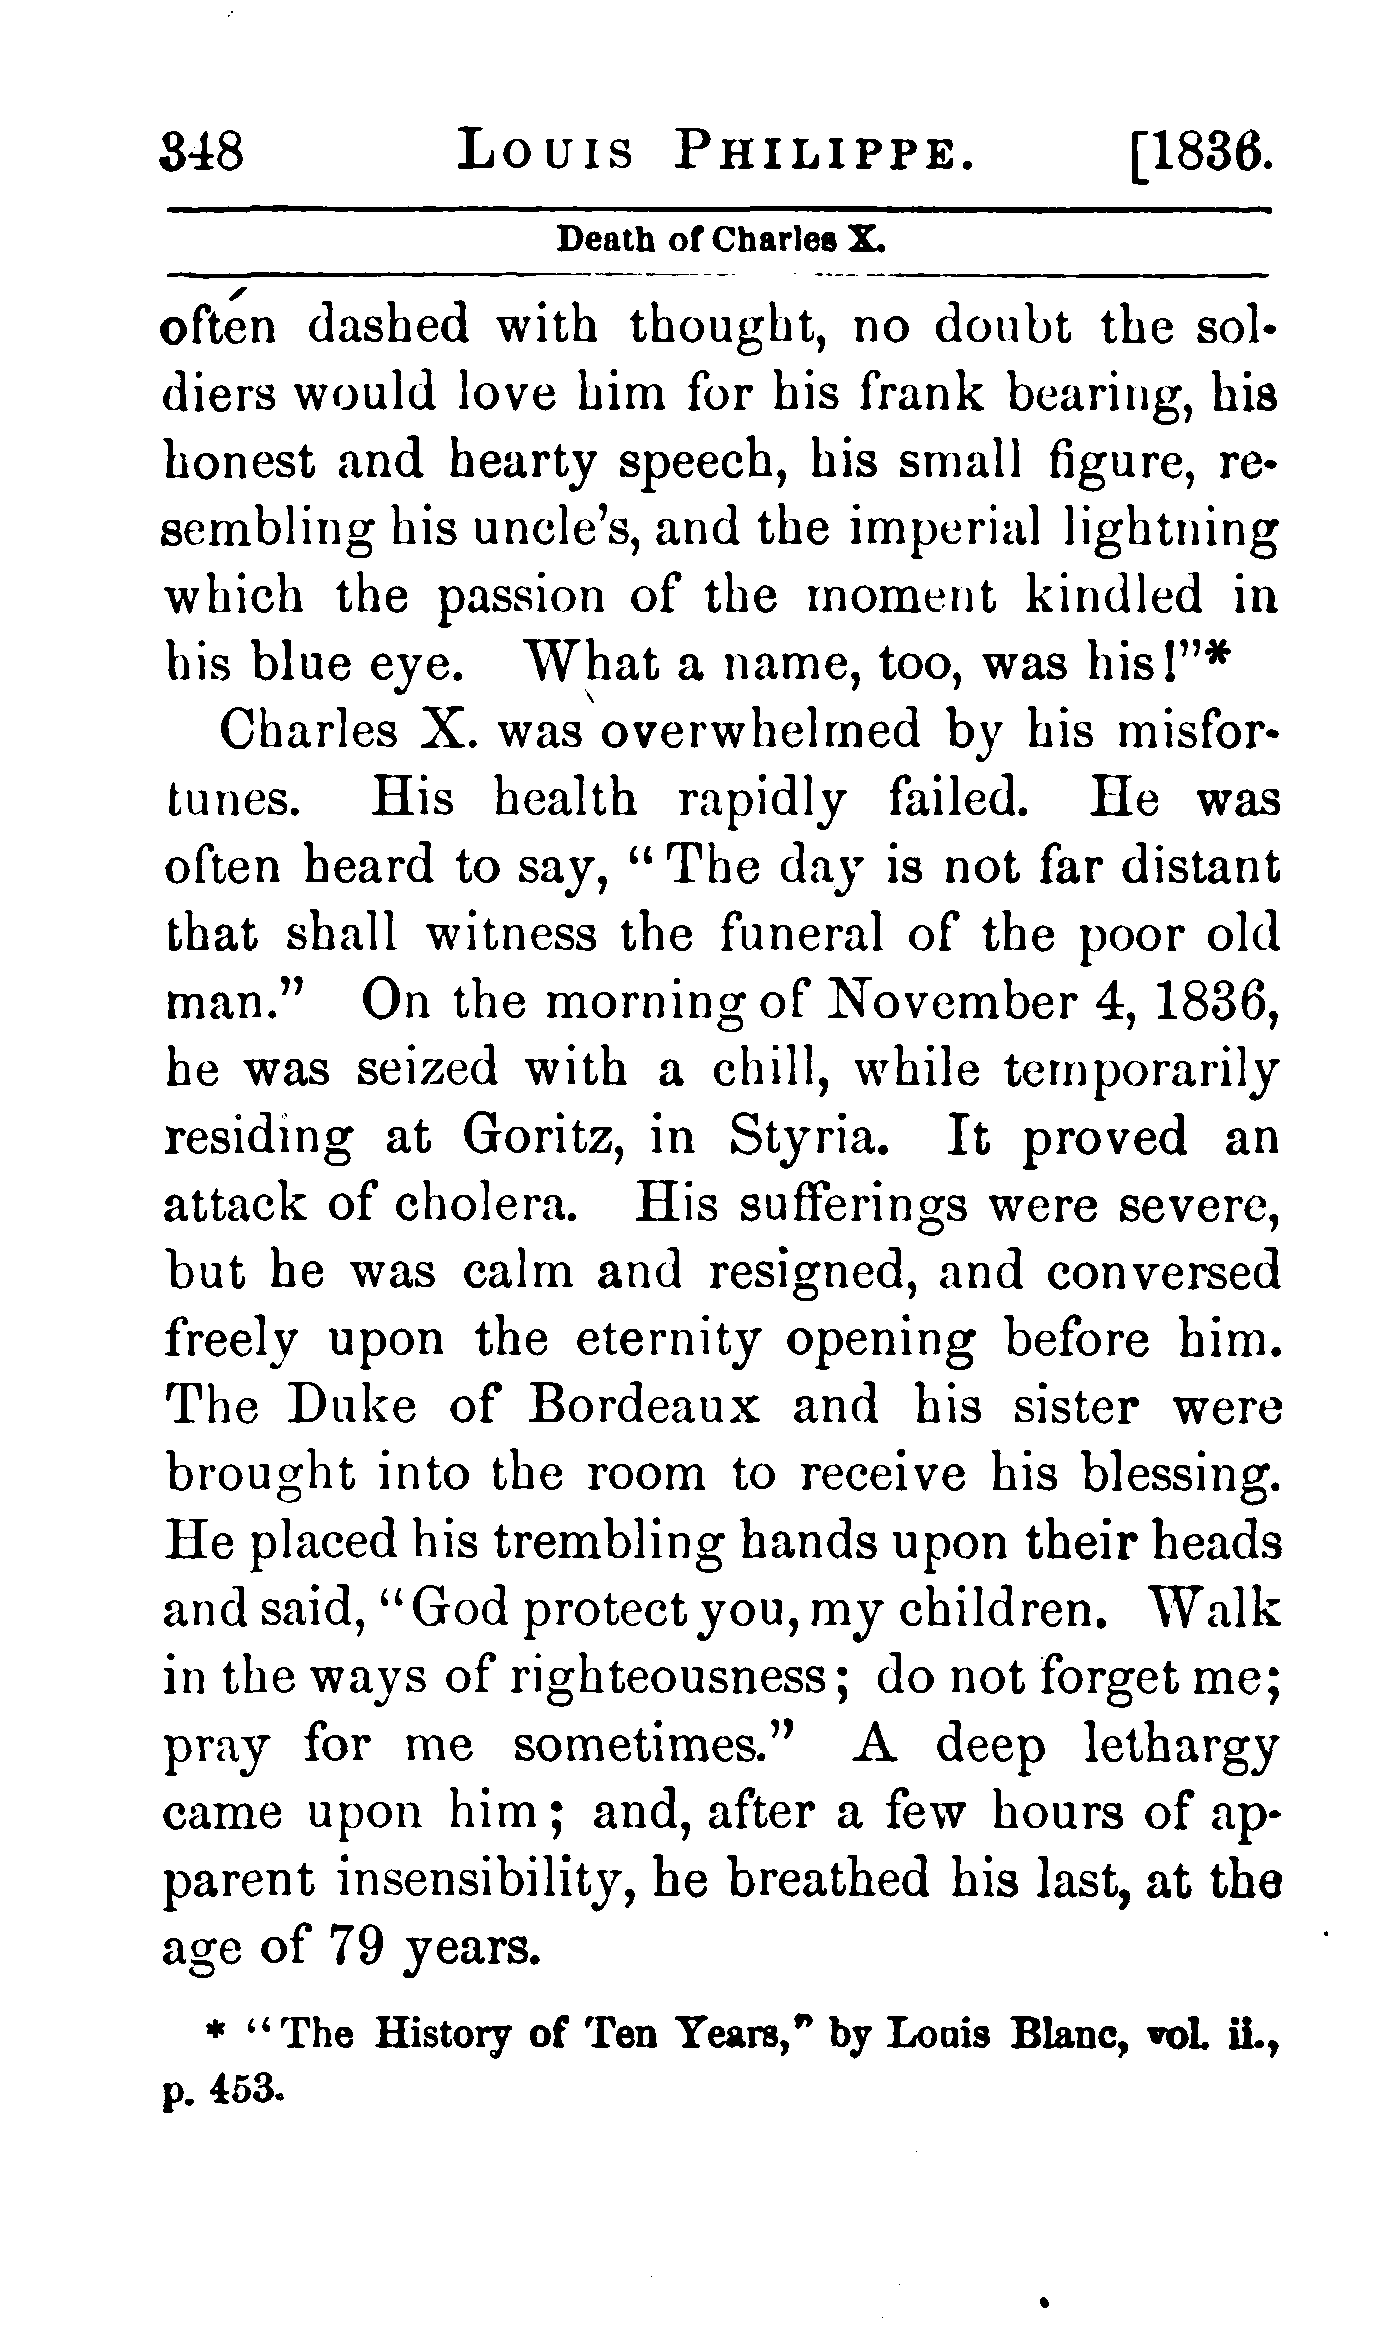 348 LOUIS PHILIPPE. [1836.
Death of Charles X.
often dashed with thought, no doubt the sol-
diers would love him for his frank bearing, his
honest and hearty speech, his small figure, re-
sembling his uncle's, and the imperial lightning
which the passion of the moment kindled in
his blue eye. What a name, too, was his!"*
Charles X. was overwhelmed by his misfor-
tunes. His health rapidly failed. He was
often heard to say, "The day is not far distant
that shall witness the funeral of the poor old
man." On the morning of November 4, 1836,
he was seized with a chill, while temporarily
residing at Goritz, in Styria. It proved an
attack of cholera. His sufferings were severe,
but he was calm and resigned, and conversed
freely upon the eternity opening before him.
The Duke of Bordeaux and his sister were
brought into the room to receive his blessing.
He placed his trembling hands upon their heads
and said, "God protect you, my children. Walk
in the ways of righteousness; do not forget me;
pray for me sometimes." A deep lethargy
came upon him; and, after a few hours of ap-
parent insensibility, he breathed his last, at the
age of 79 years.
* "The History of Ten Years," by Louis Blanc, vol. ii.,
p. 453.